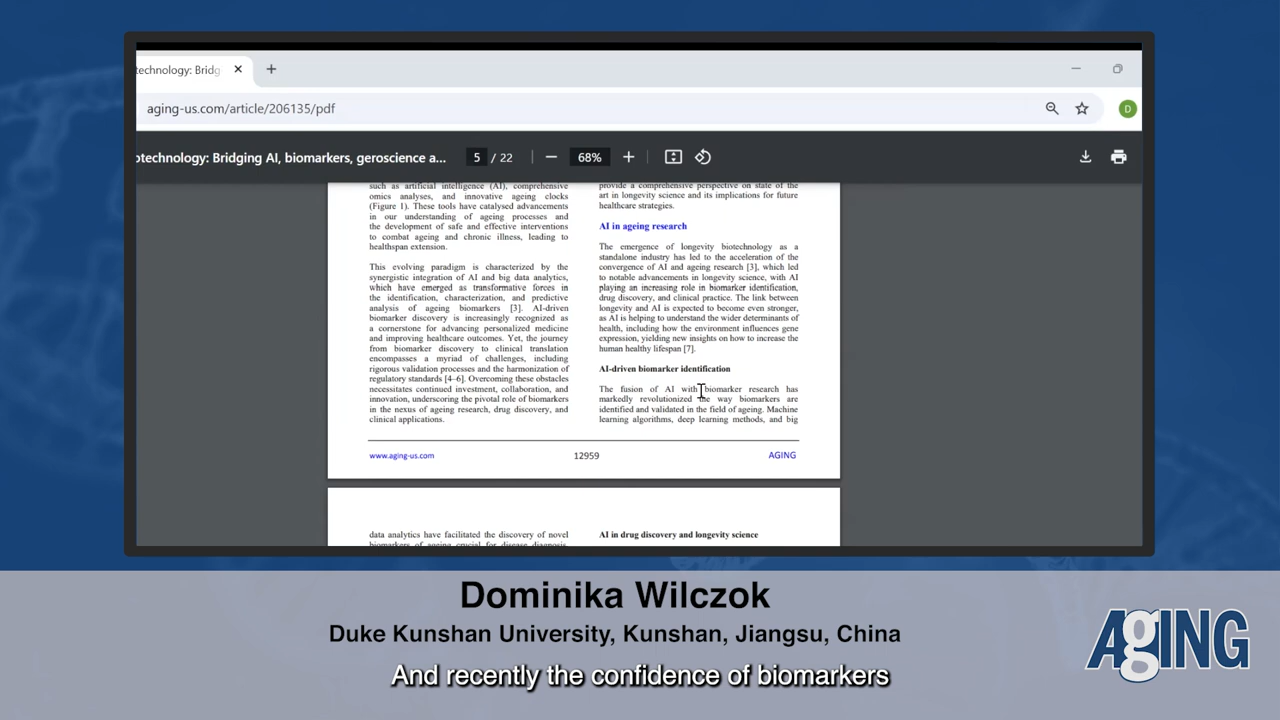 technology: Bridg
aging-us.com/article/206135/pdf
D
otechnology: Bridging AI, biomarkers, geroscience a...
5 / 22
68%
such as artificial intelligence (AI), comprehensive
omics analyses, and innovative ageing clocks
(Figure 1). These tools have catalysed advancements
in our understanding of ageing processes and
the development of safe and effective interventions
to combat ageing and chronic illness, leading to
healthspan extension.
This evolving paradigm is characterized by the
synergistic integration of AI and big data analytics,
which have emerged as transformative forces in
the identification, characterization, and predictive
analysis of ageing biomarkers [3]. AI-driven
biomarker discovery is increasingly recognized as
a cornerstone for advancing personalized medicine
and improving healthcare outcomes. Yet, the journey
from biomarker discovery to clinical translation
encompasses a myriad of challenges, including
rigorous validation processes and the harmonization of
regulatory standards [4–6]. Overcoming these obstacles
necessitates continued investment, collaboration, and
innovation, underscoring the pivotal role of biomarkers
in the nexus of ageing research, drug discovery, and
clinical applications.
provide a comprehensive perspective on state of the
art in longevity science and its implications for future
healthcare strategies.
AI in ageing research
The emergence of longevity biotechnology as a
standalone industry has led to the acceleration of the
convergence of AI and ageing research [3], which led
to notable advancements in longevity science, with AI
playing an increasing role in biomarker identification,
drug discovery, and clinical practice. The link between
longevity and AI is expected to become even stronger,
as AI is helping to understand the wider determinants of
health, including how the environment influences gene
expression, yielding new insights on how to increase the
human healthy lifespan [7].
AI-driven biomarker identification
The fusion of AI with biomarker research has
markedly revolutionized the way biomarkers are
identified and validated in the field of ageing. Machine
learning algorithms, deep learning methods, and big
www.aging-us.com
12959
AGING
data analytics have facilitated the discovery of novel
biomarkers of ageing crucial for disease diagnosis,
AI in drug discovery and longevity science
Dominika Wilczok
Duke Kunshan University, Kunshan, Jiangsu, China
AgING
And recently the confidence of biomarkers